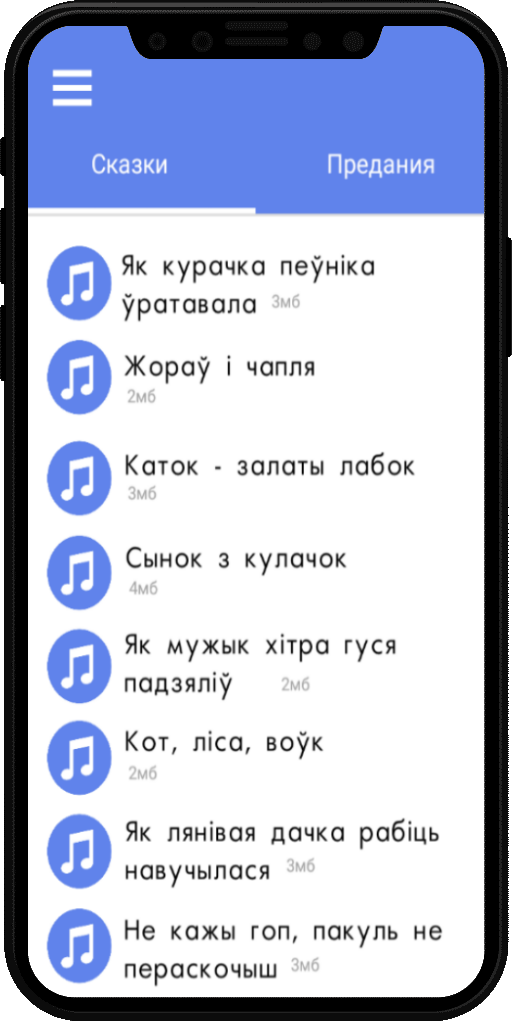 Сказки
Предания
Як курачка пеўніка
ўратавала 3мб
Жораў і чапля
2мб
Каток - залаты лабок
3мб
Сынок з кулачок
4мб
Як мужык хітра гуся
падзяліў 2мб
Кот, ліса, воўк
2мб
Як лянівая дачка рабіць
навучылася 3мб
Не кажы гоп, пакуль не
пераскочыш 3мб